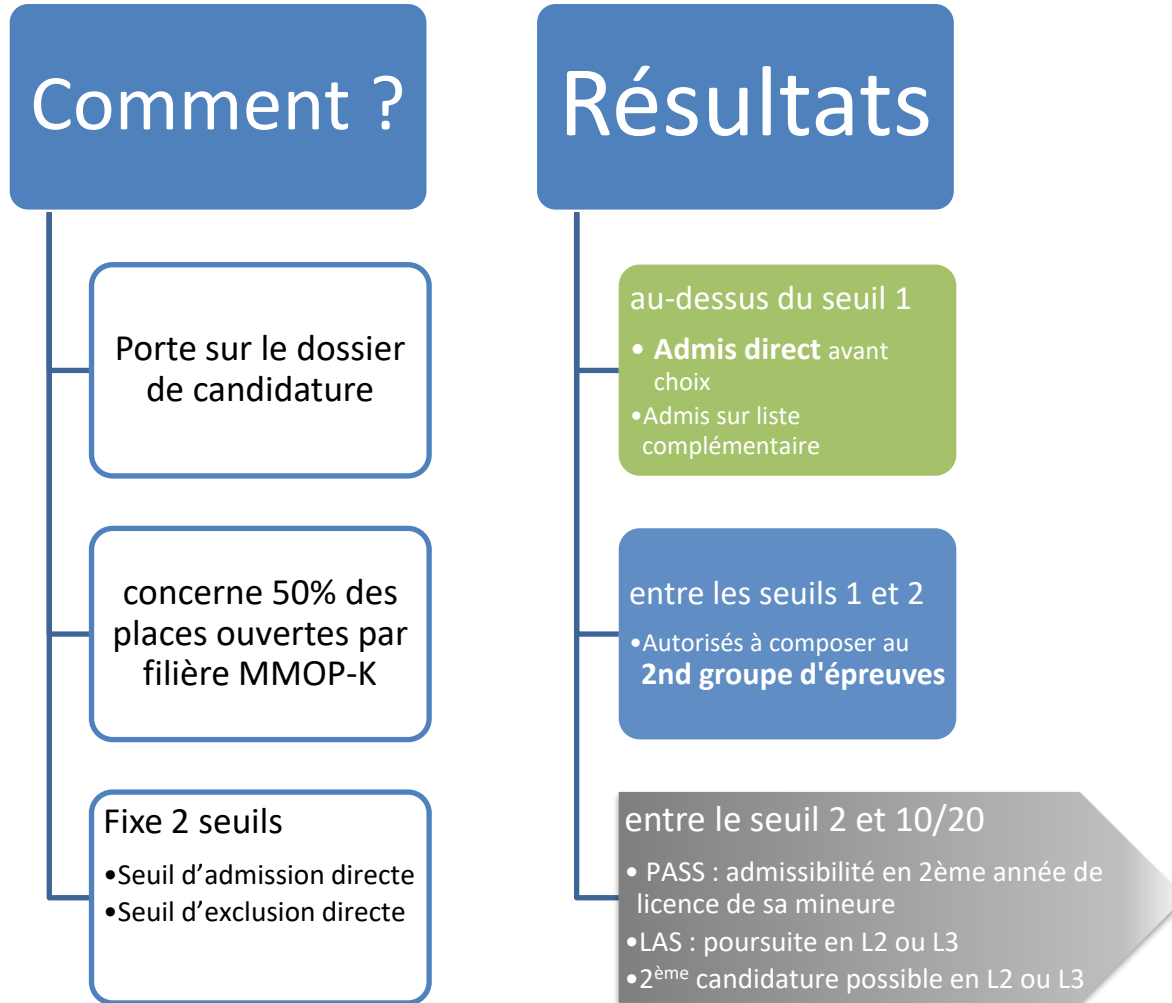 Comment ?
Porte sur le dossier
de candidature
concerne 50% des
places ouvertes par
filière MMOP-K
Fixe 2 seuils
•Seuil d’admission directe
•Seuil d’exclusion directe
Résultats
au-dessus du seuil 1
• Admis direct avant
choix
•Admis sur liste
complémentaire
entre les seuils 1 et 2
•Autorisés à composer au
2nd groupe d'épreuves
entre le seuil 2 et 10/20
• PASS : admissibilité en 2ème année de
licence de sa mineure
•LAS : poursuite en L2 ou L3
•2ème candidature possible en L2 ou L3